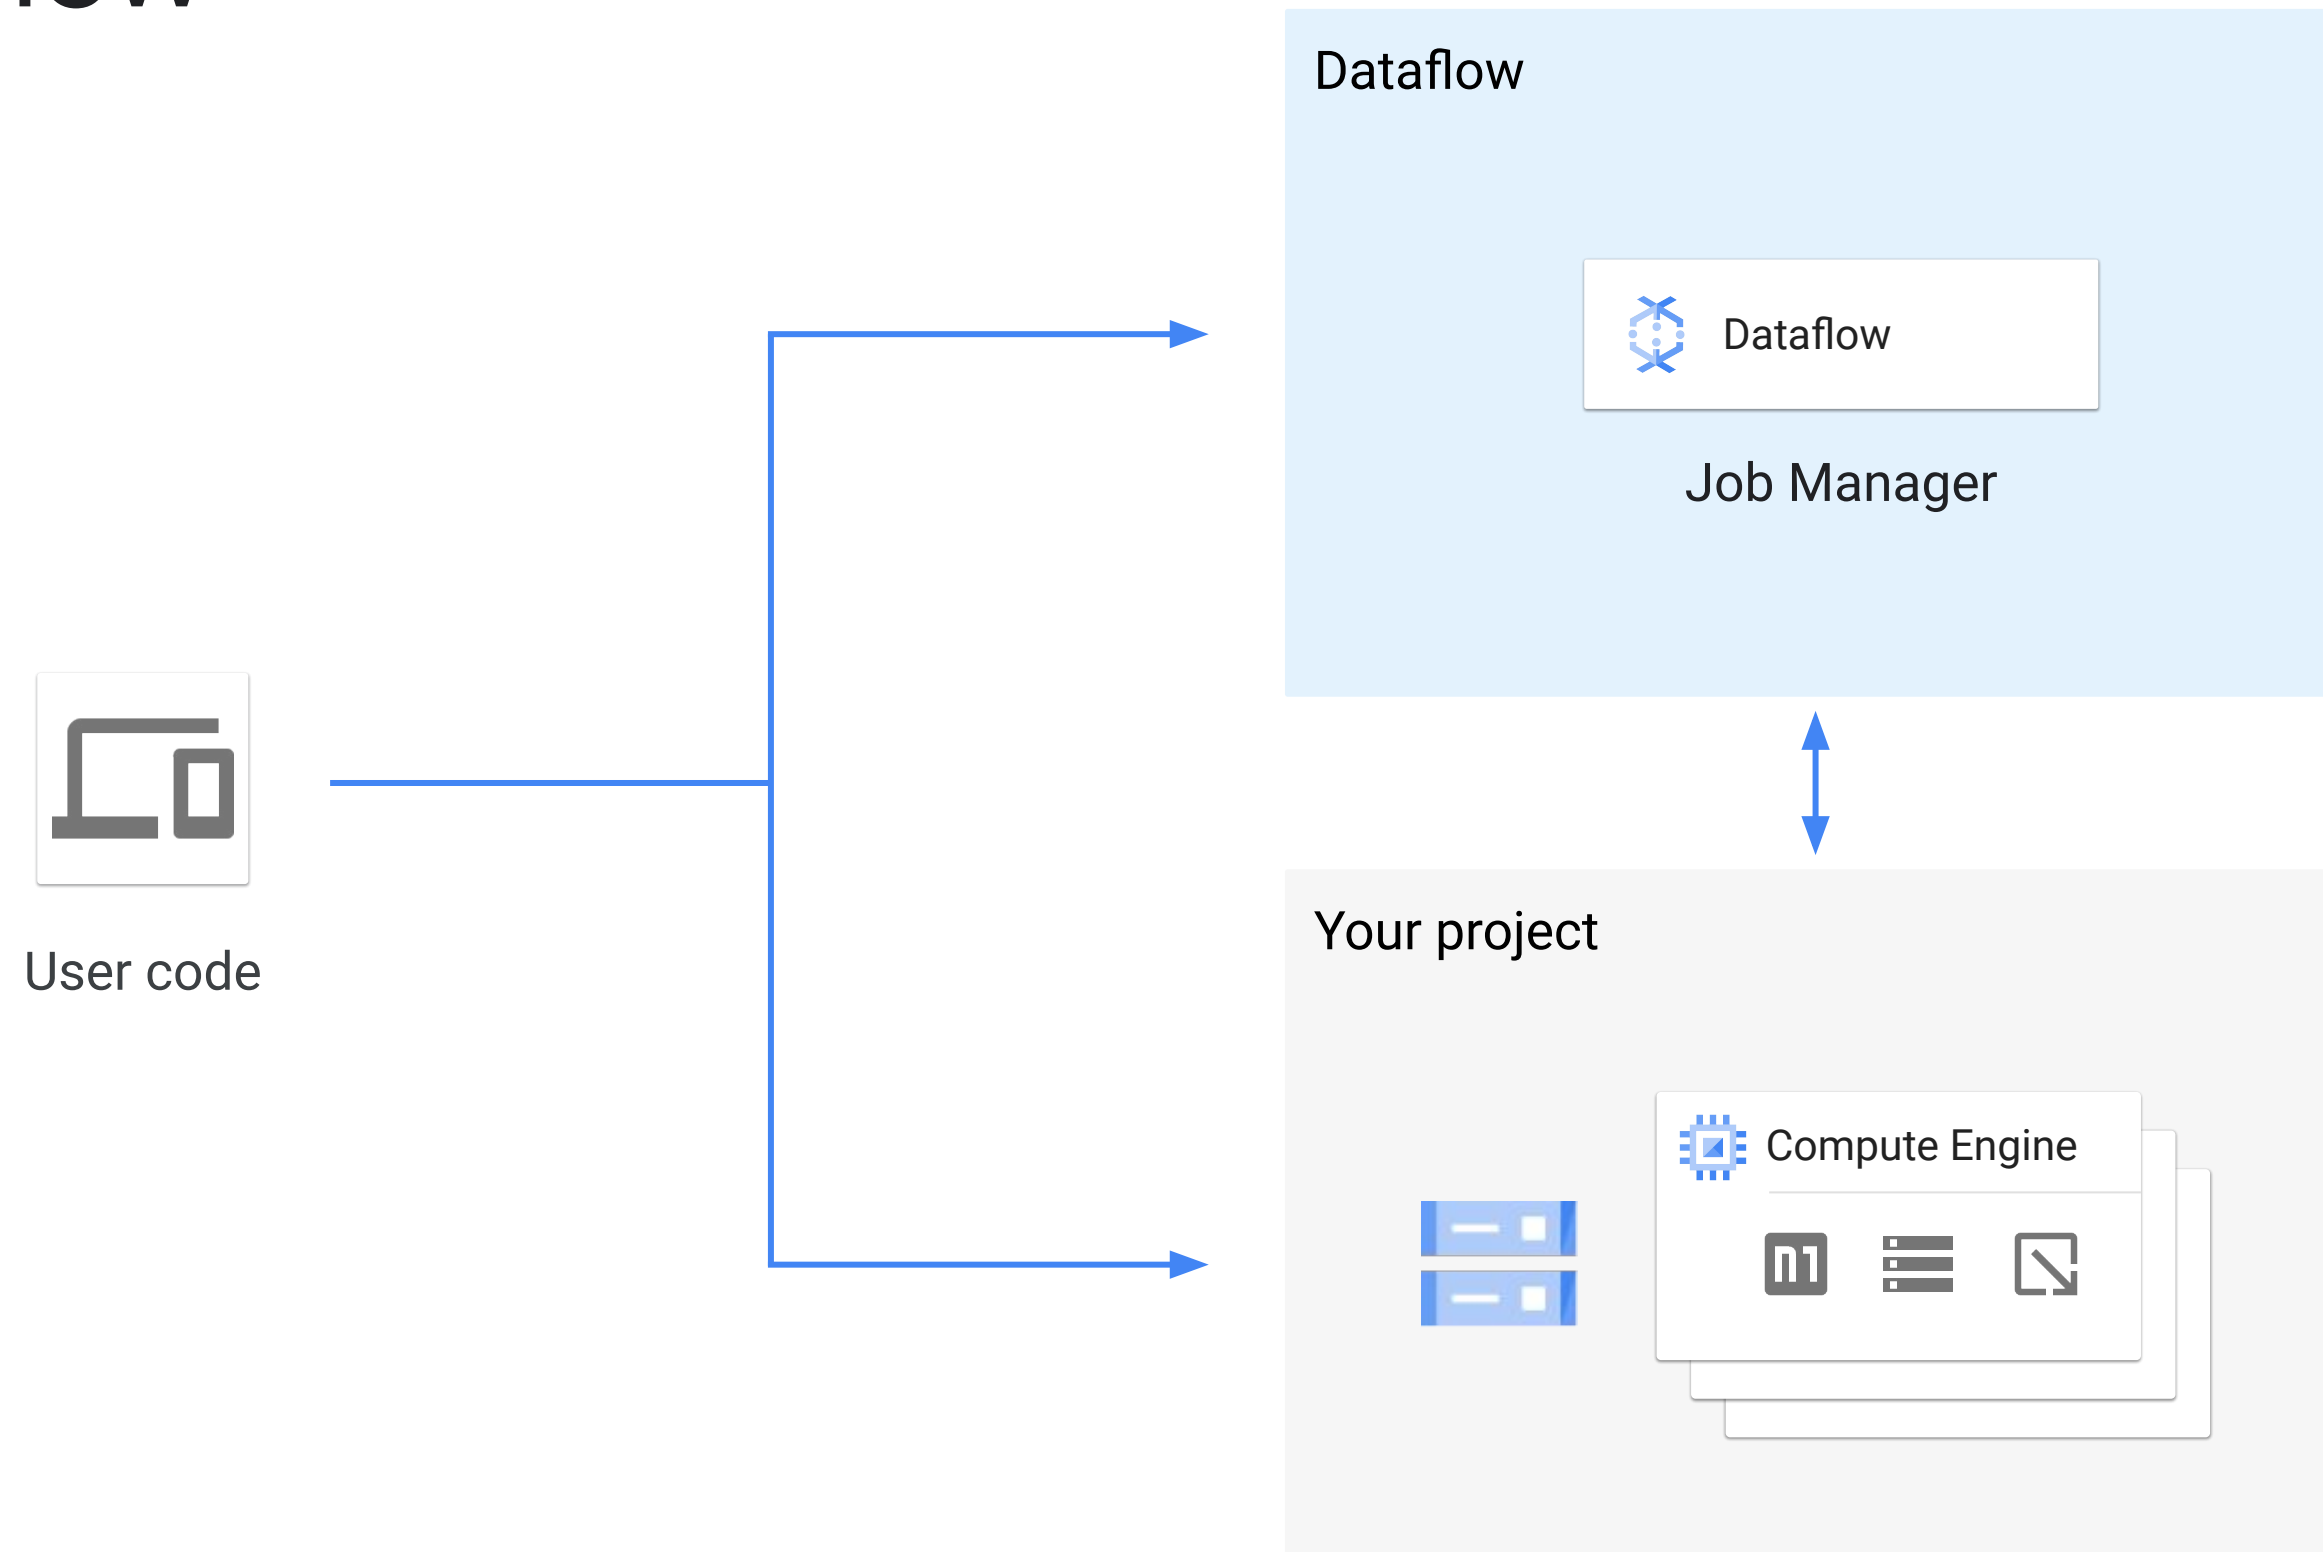 Dataflow
Dataflow
Job Manager
User code
Your project
Compute Engine